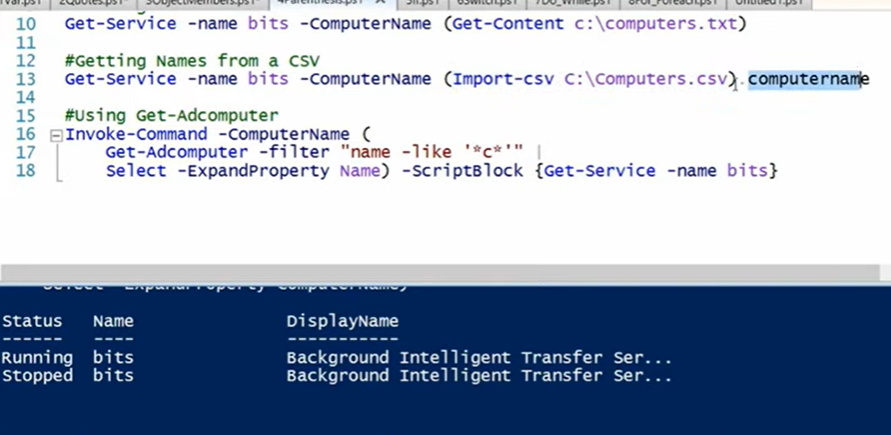 2Quotes.ps1* 3ObjectMembers.ps1* 4Parenthesis.ps1* 5If.ps1 6Switch.ps1 7Do_While.ps1 8For_Foreach.ps1 Untitled1.ps1
10 Get-Service -name bits -ComputerName (Get-Content c:\computers.txt)
11
12 #Getting Names from a CSV
13 Get-Service -name bits -ComputerName (Import-csv C:\Computers.csv).computername
14
15 #Using Get-Adcomputer
16 Invoke-Command -ComputerName (
17 Get-Adcomputer -filter "name -like '*c*'" |
18 Select -ExpandProperty Name) -ScriptBlock {Get-Service -name bits}
Select -ExpandProperty ComputerName)
Status Name DisplayName
------ ---- -----------
Running bits Background Intelligent Transfer Ser...
Stopped bits Background Intelligent Transfer Ser...